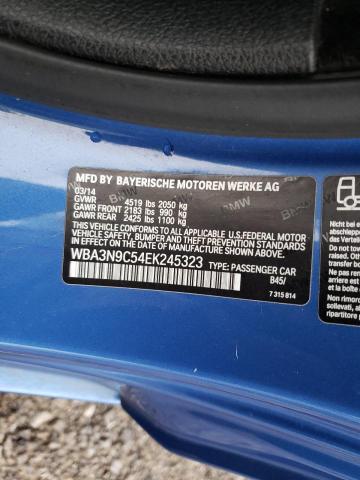 MFD BY BAYERISCHE MOTOREN WERKE AG
03/14
GVWR 4519 lbs 2050 kg
GAWR FRONT 2183 lbs 990 kg
GAWR REAR 2425 lbs 1100 kg
THIS VEHICLE CONFORMS TO ALL APPLICABLE
U.S.FEDERAL MOTOR
VEHICLE SAFETY, BUMPER AND THEFT PREVENTION
STANDARDS IN EFFECT ON THE DATE OF
MANUFACTURE SHOWN ABOVE.
WBA3N9C54EK245323 TYPE: PASSENGER CAR
B45/
7 315 814